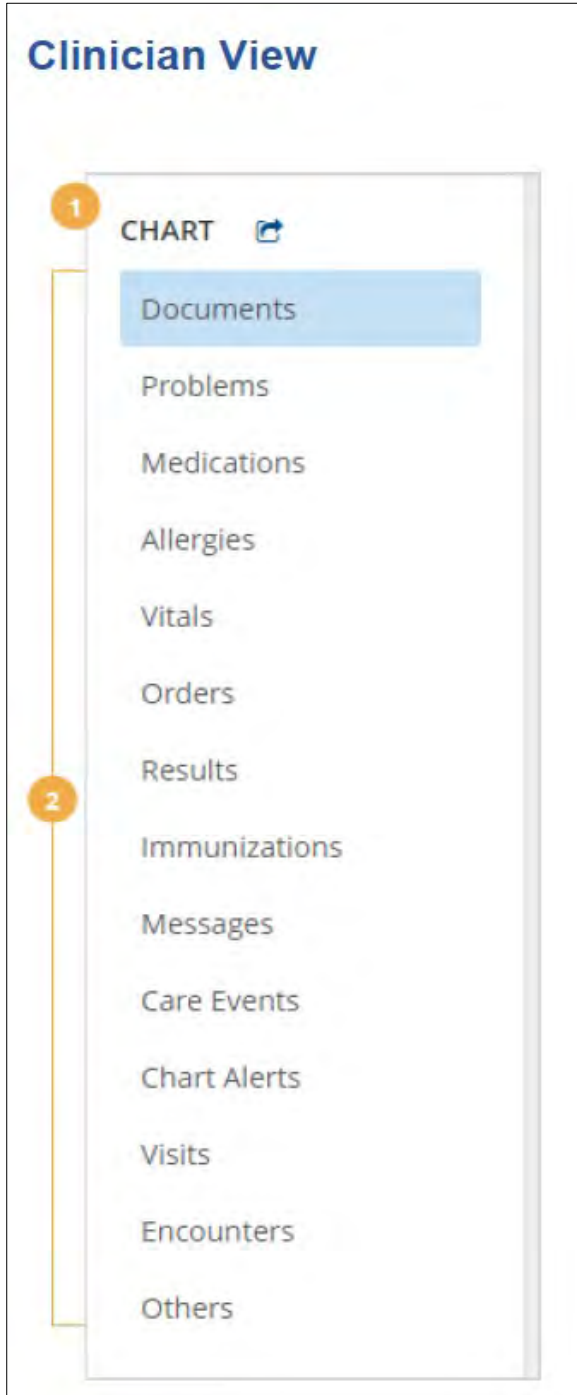 Clinician View
1
CHART
Documents
Problems
Medications
Allergies
Vitals
Orders
Results
2
Immunizations
Messages
Care Events
Chart Alerts
Visits
Encounters
Others